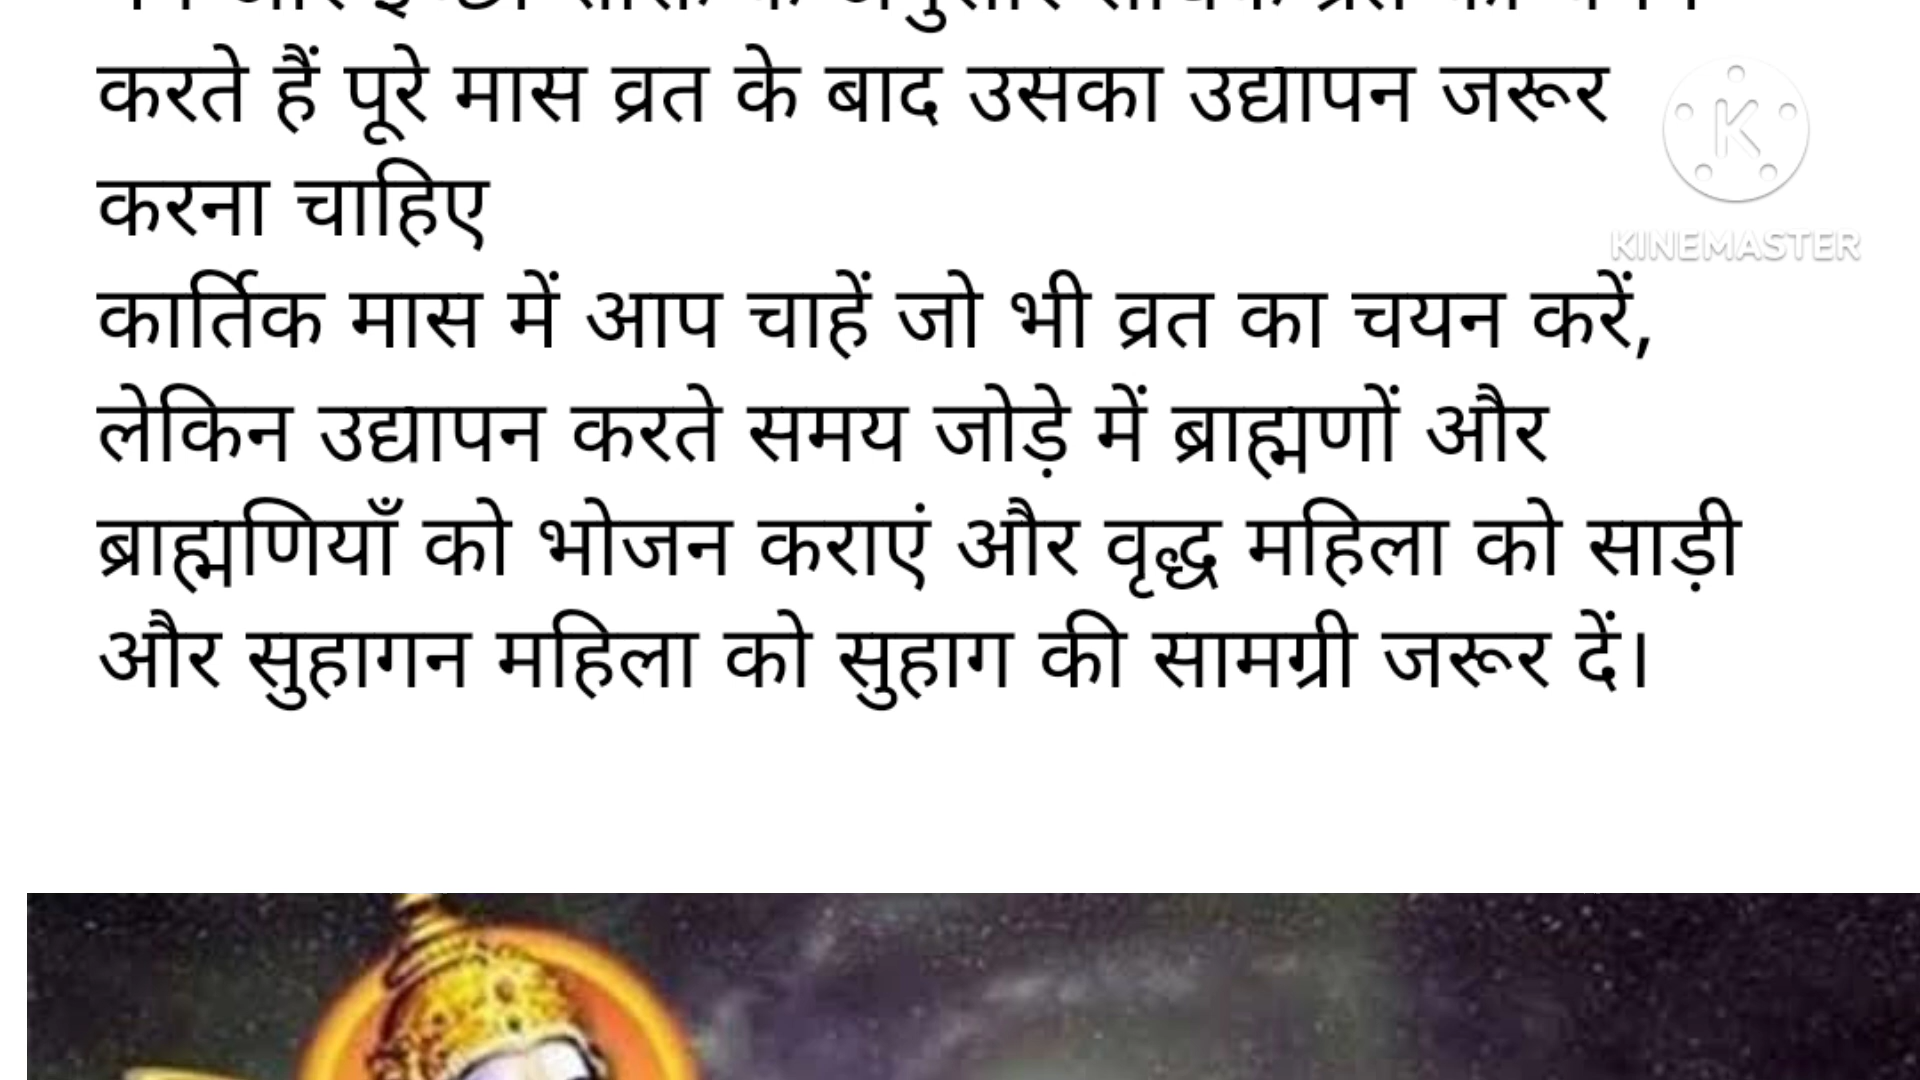 करते हैं पूरे मास व्रत के बाद उसका उद्यापन जरूर
करना चाहिए
कार्तिक मास में आप चाहें जो भी व्रत का चयन करें,
लेकिन उद्यापन करते समय जोड़े में ब्राह्मणों और
ब्राह्मणियाँ को भोजन कराएं और वृद्ध महिला को साड़ी
और सुहागन महिला को सुहाग की सामग्री जरूर दें।
K
KINEMASTER